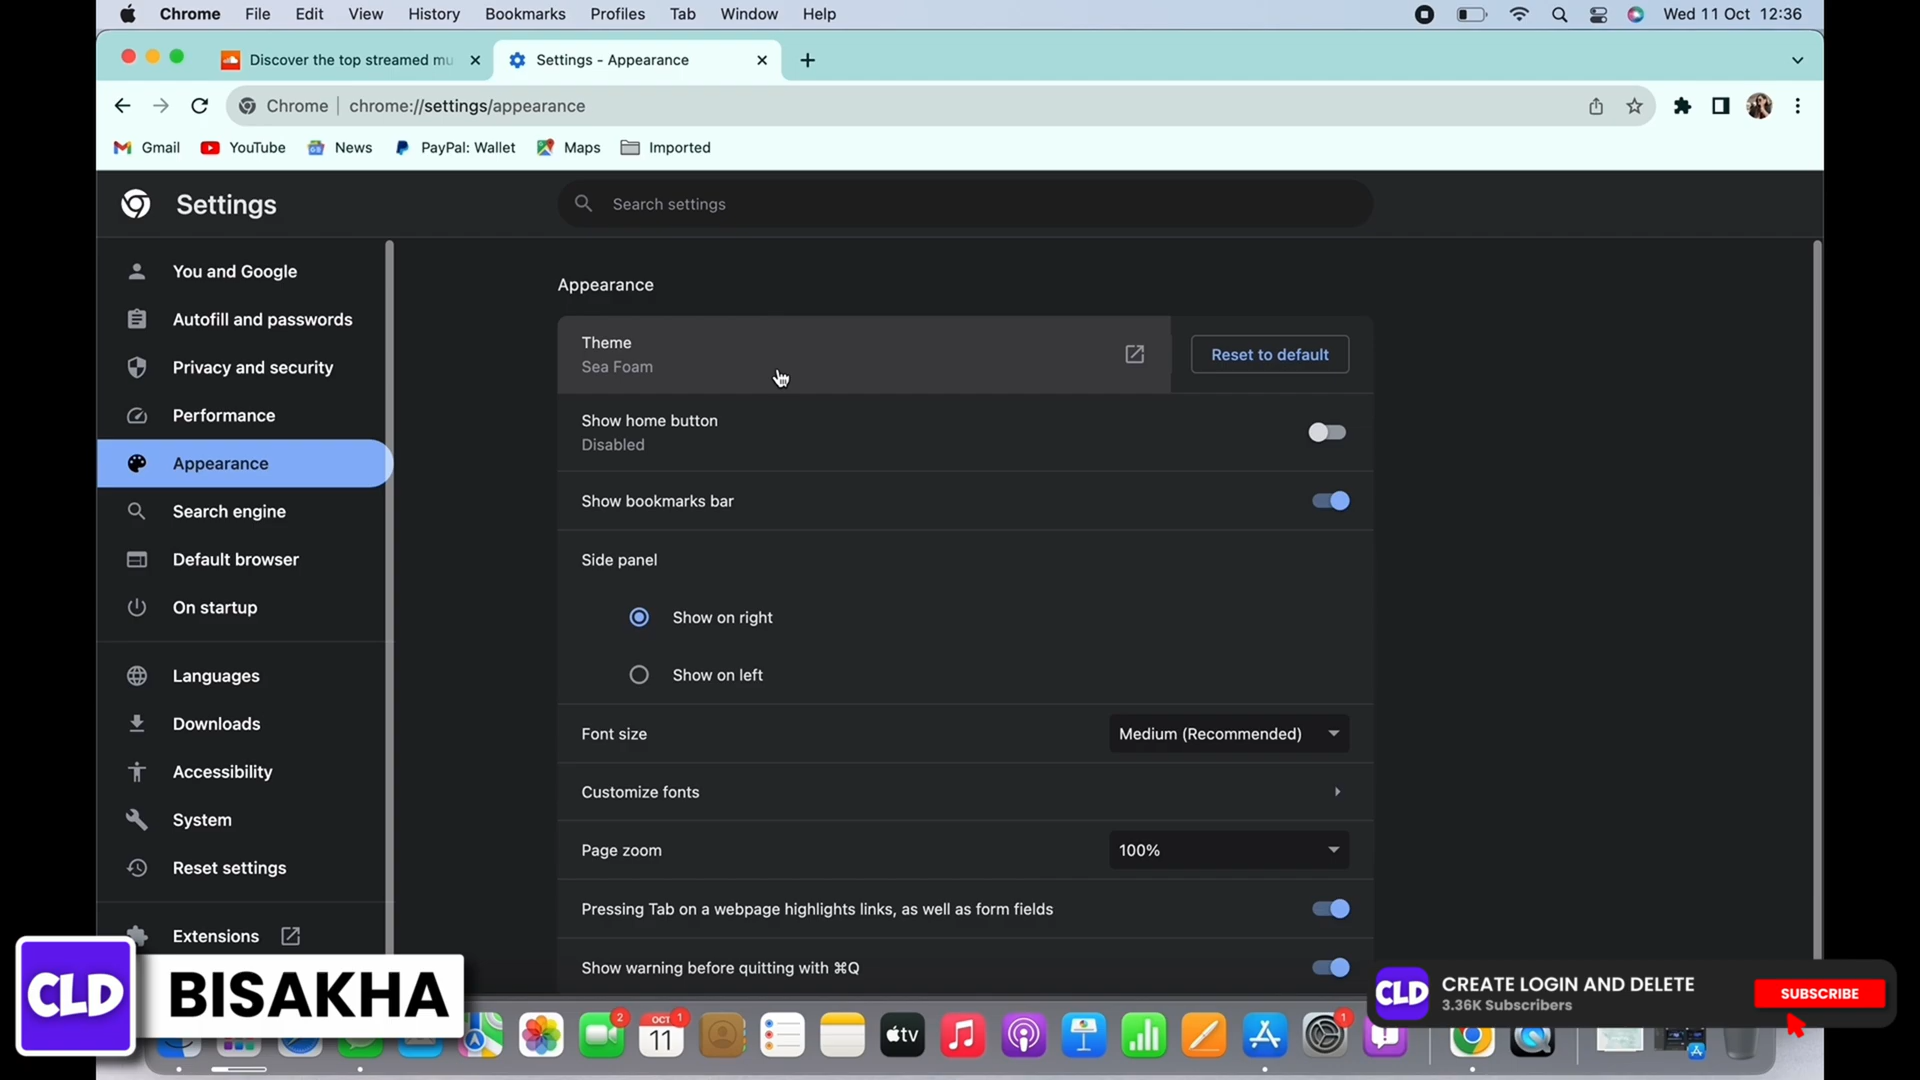 Chrome File Edit View History Bookmarks Profiles Tab Window Help Wed 11 Oct 12:36
Discover the top streamed mu Settings - Appearance
Chrome chrome://settings/appearance
Gmail YouTube News PayPal: Wallet Maps Imported
Settings Search settings
You and Google
Autofill and passwords
Privacy and security
Performance
Appearance
Search engine
Default browser
On startup
Languages
Downloads
Accessibility
System
Reset settings
Extensions
Appearance
Theme
Sea Foam
Reset to default
Show home button
Disabled
Show bookmarks bar
Side panel
Show on right
Show on left
Font size Medium (Recommended)
Customize fonts
Page zoom 100%
Pressing Tab on a webpage highlights links, as well as form fields
Show warning before quitting with ⌘Q
CLD BISAKHA
CLD CREATE LOGIN AND DELETE
3.36K Subscribers
SUBSCRIBE
2 OCT 11 1 tv 1